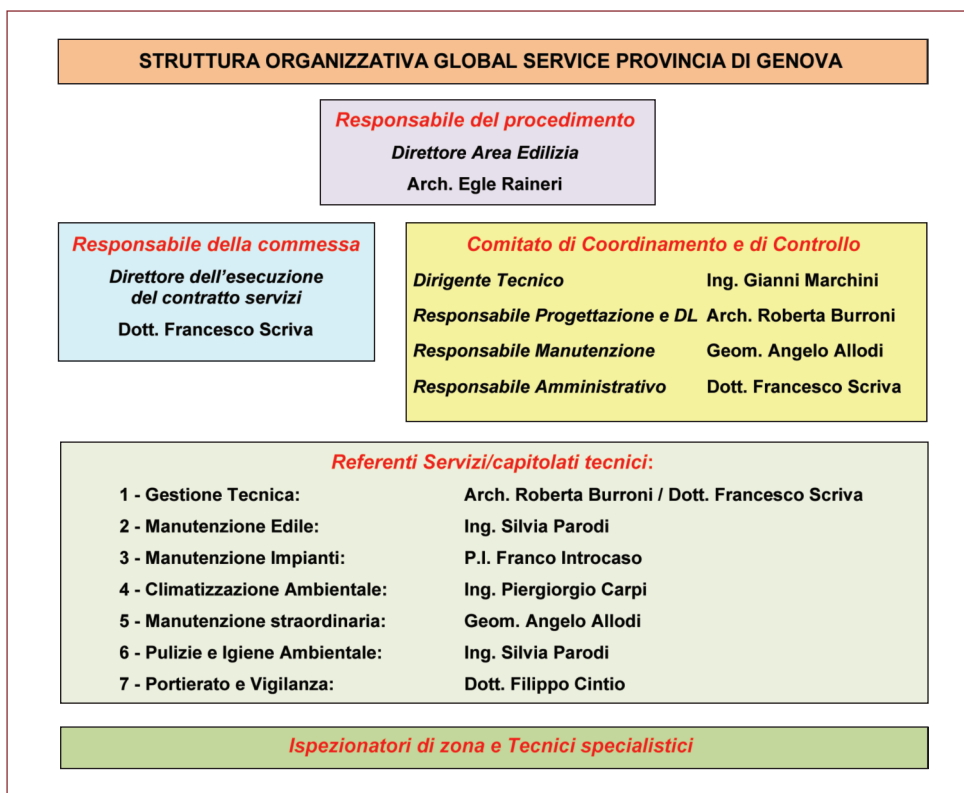 STRUTTURA ORGANIZZATIVA GLOBAL SERVICE PROVINCIA DI GENOVA
Responsabile del procedimento
Direttore Area Edilizia
Arch. Egle Raineri
Responsabile della commessa
Direttore dell'esecuzione
del contratto servizi
Dott. Francesco Scriva
Comitato di Coordinamento e di Controllo
Dirigente Tecnico Ing. Gianni Marchini
Responsabile Progettazione e DL Arch. Roberta Burroni
Responsabile Manutenzione Geom. Angelo Allodi
Responsabile Amministrativo Dott. Francesco Scriva
Referenti Servizi/capitolati tecnici:
1 - Gestione Tecnica: Arch. Roberta Burroni / Dott. Francesco Scriva
2 - Manutenzione Edile: Ing. Silvia Parodi
3 - Manutenzione Impianti: P.I. Franco Introcaso
4 - Climatizzazione Ambientale: Ing. Piergiorgio Carpi
5 - Manutenzione straordinaria: Geom. Angelo Allodi
6 - Pulizie e Igiene Ambientale: Ing. Silvia Parodi
7 - Portierato e Vigilanza: Dott. Filippo Cintio
Ispezionatori di zona e Tecnici specialistici